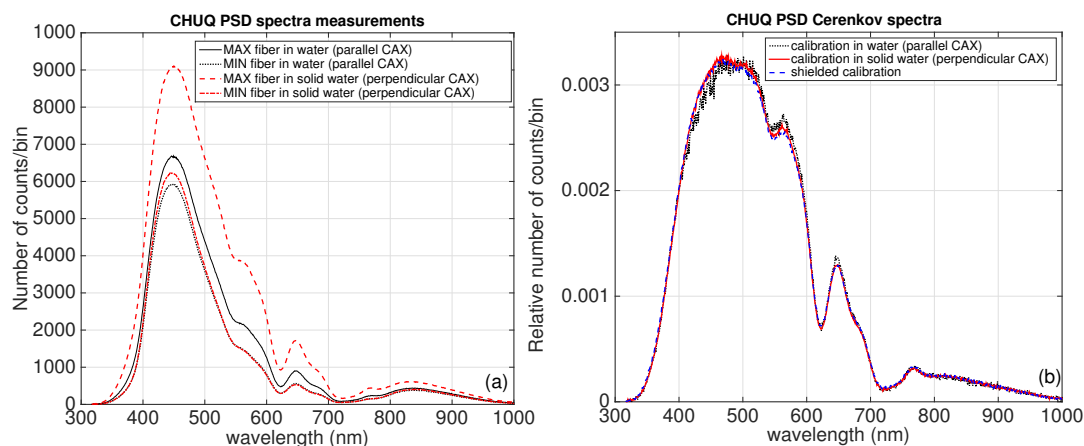 CHUQ PSD spectra measurements
10000
9000
8000
7000
6000
5000
4000
3000
2000
1000
0
Number of counts/bin
MAX fiber in water (parallel CAX)
MIN fiber in water (parallel CAX)
MAX fiber in solid water (perpendicular CAX)
MIN fiber in solid water (perpendicular CAX)
(a)
300 400 500 600 700 800 900 1000
wavelength (nm)
CHUQ PSD Cerenkov spectra
0.003
0.002
0.001
0
Relative number of counts/bin
calibration in water (parallel CAX)
calibration in solid water (perpendicular CAX)
shielded calibration
(b)
300 400 500 600 700 800 900 1000
wavelength (nm)